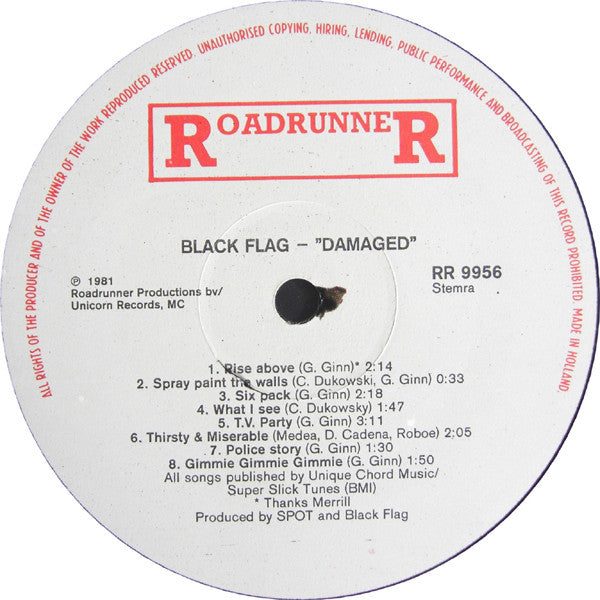 ALL RIGHTS OF THE PRODUCER AND OF THE OWNER OF THE WORK REPRODUCED RESERVED. UNAUTHORISED COPYING, HIRING, LENDING, PUBLIC PERFORMANCE AND BROADCASTING OF THIS RECORD PROHIBITED. MADE IN HOLLAND.
ROADRUNNER
BLACK FLAG – "DAMAGED"
℗ 1981
Roadrunner Productions bv/
Unicorn Records, MC
RR 9956
Stemra
1. Rise above (G. Ginn)* 2:14
2. Spray paint the walls (C. Dukowski, G. Ginn) 0:33
3. Six pack (G. Ginn) 2:18
4. What I see (C. Dukowsky) 1:47
5. T.V. Party (G. Ginn) 3:11
6. Thirsty & Miserable (Medea, D. Cadena, Roboe) 2:05
7. Police story (G. Ginn) 1:30
8. Gimmie Gimmie Gimmie (G. Ginn) 1:50
All songs published by Unique Chord Music/
Super Slick Tunes (BMI)
* Thanks Merrill
Produced by SPOT and Black Flag